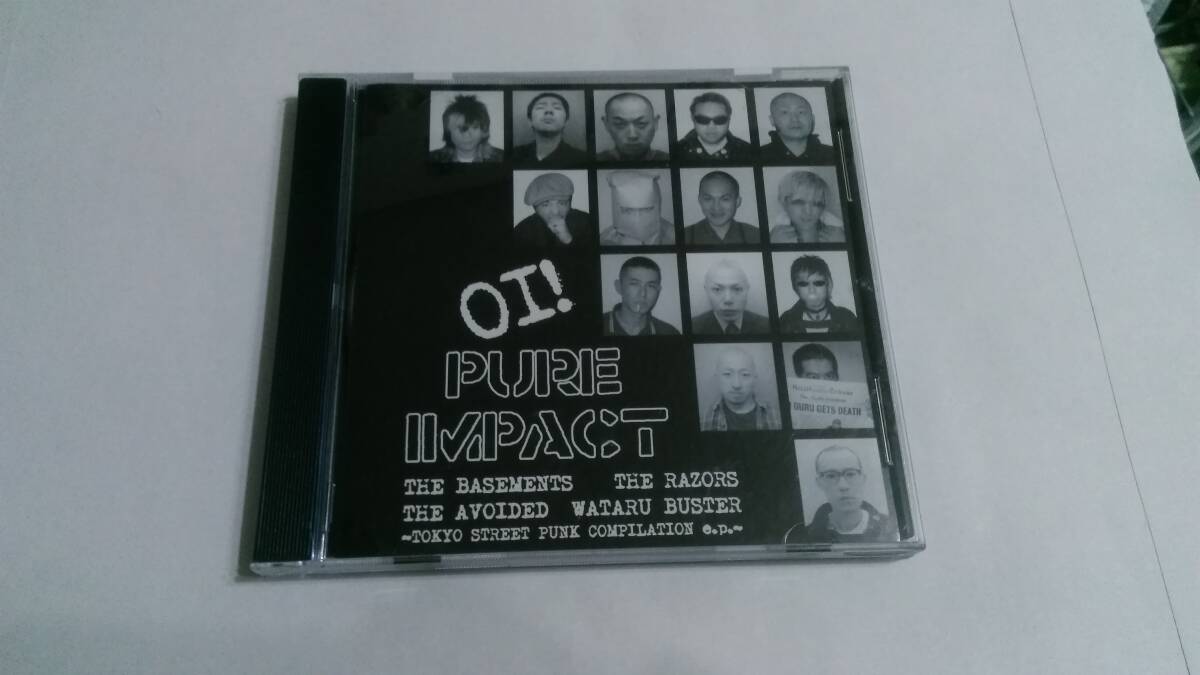 OI!
PURE
IMPACT
THE BASEMENTS THE RAZORS
THE AVOIDED WATARU BUSTER
~TOKYO STREET PUNK COMPILATION e.p.~
GURU GETS DEATH